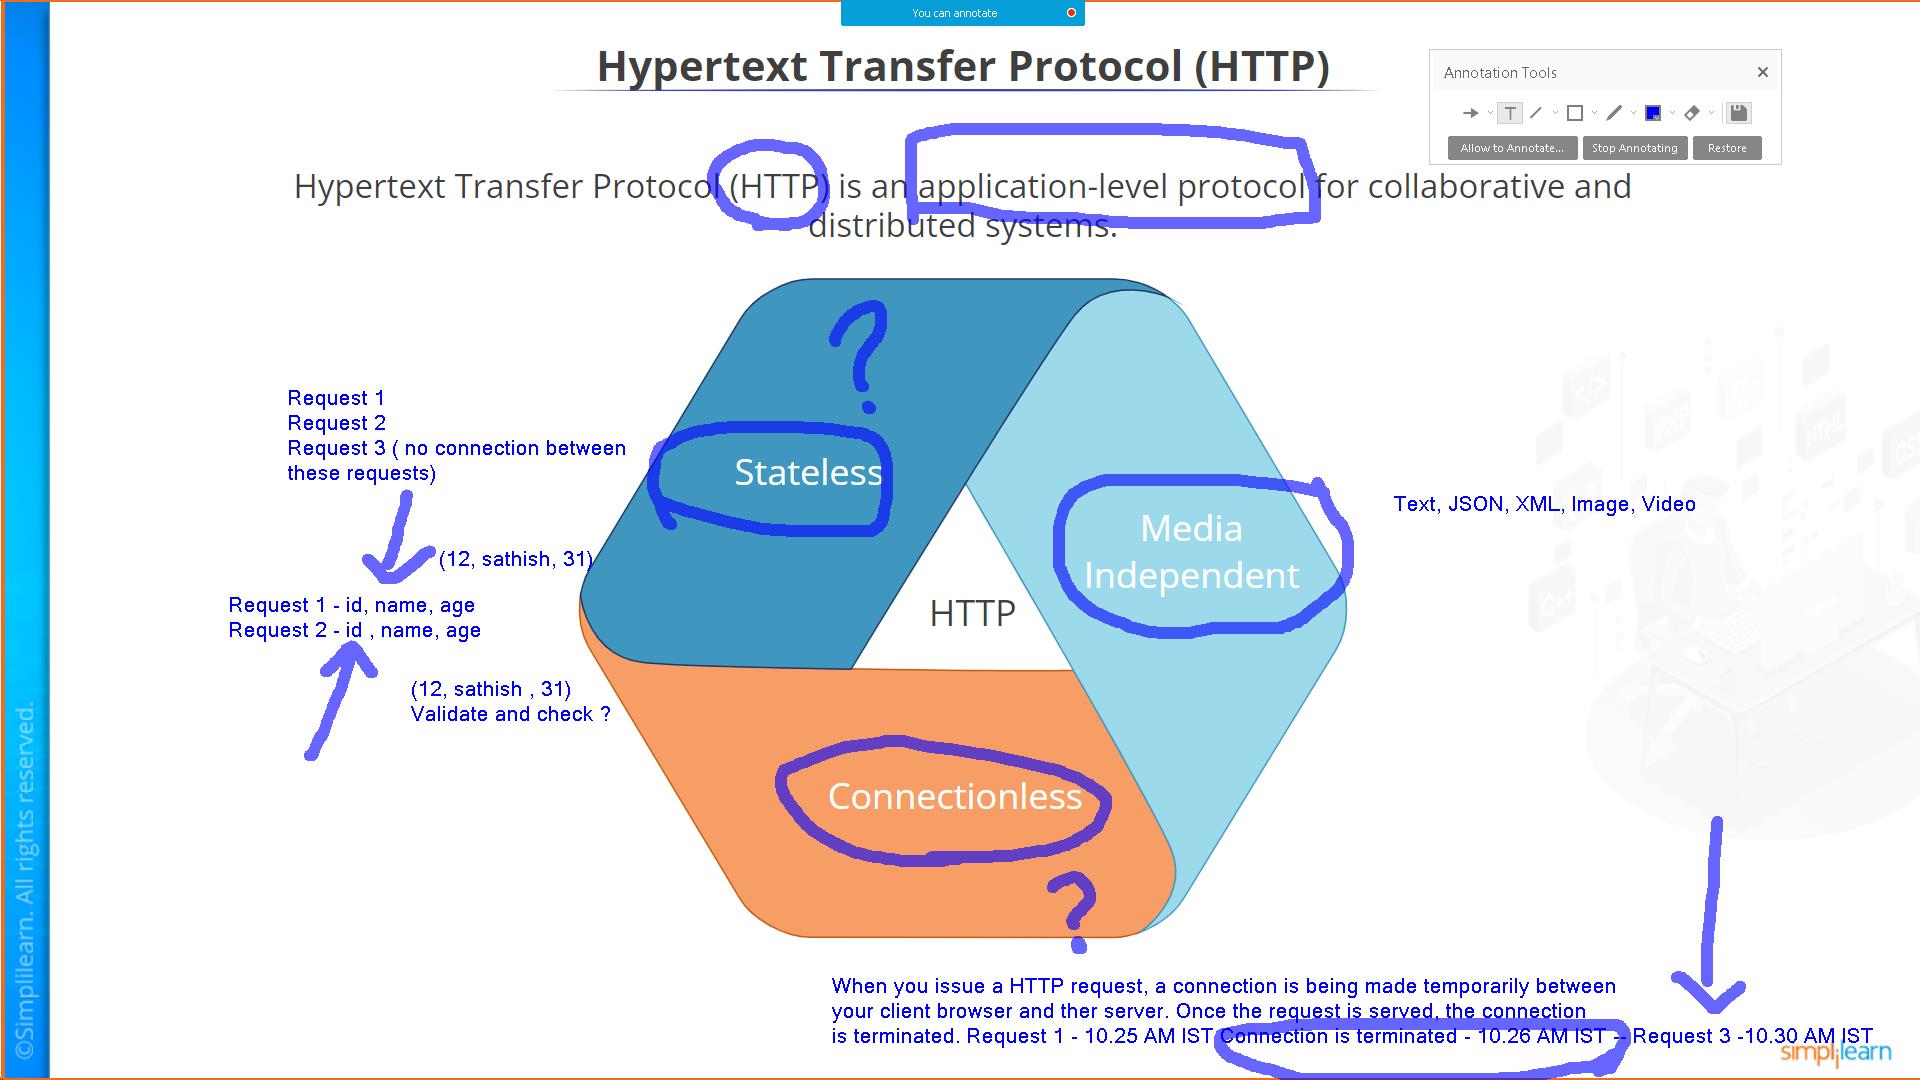 You can annotate
Hypertext Transfer Protocol (HTTP)
Annotation Tools
T
Allow to Annotate...
Stop Annotating
Restore
Hypertext Transfer Protocol (HTTP) is an application-level protocol for collaborative and
distributed systems.
?
Request 1
Request 2
Request 3 ( no connection between
these requests)
Stateless
Media
Independent
Text, JSON, XML, Image, Video
(12, sathish, 31)
Request 1 - id, name, age
Request 2 - id , name, age
HTTP
(12, sathish , 31)
Validate and check ?
Connectionless
?
When you issue a HTTP request, a connection is being made temporarily between
your client browser and ther server. Once the request is served, the connection
is terminated. Request 1 - 10.25 AM IST Connection is terminated - 10.26 AM IST -- Request 3 -10.30 AM IST
simplilearn
©Simplilearn. All rights reserved.
</>
PHP
HTML
CSS
C++